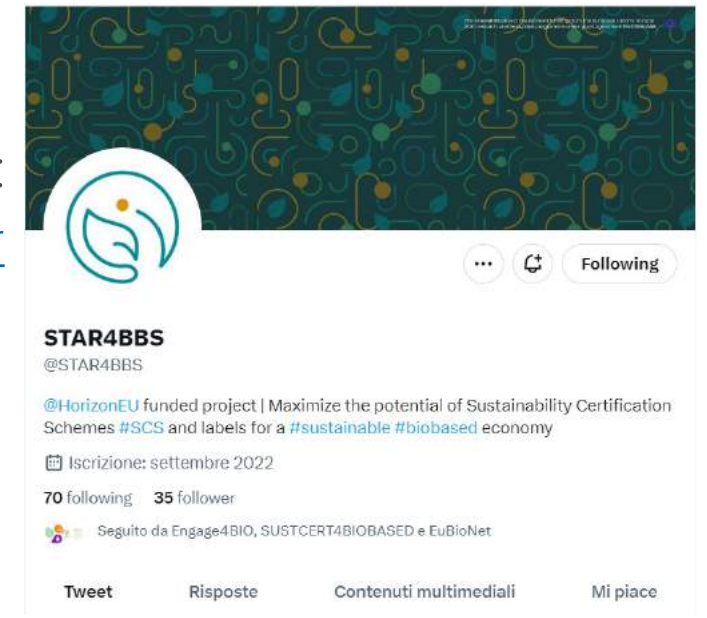 Following
STAR4BBS
@STAR4BBS
@HorizonEU funded project | Maximize the potential of Sustainability Certification
Schemes #SCS and labels for a #sustainable #biobased economy
Iscrizione: settembre 2022
70 following 35 follower
Seguito da Engage4BIO, SUSTCERT4BIOBASED e EuBioNet
Tweet Risposte Contenuti multimediali Mi piace